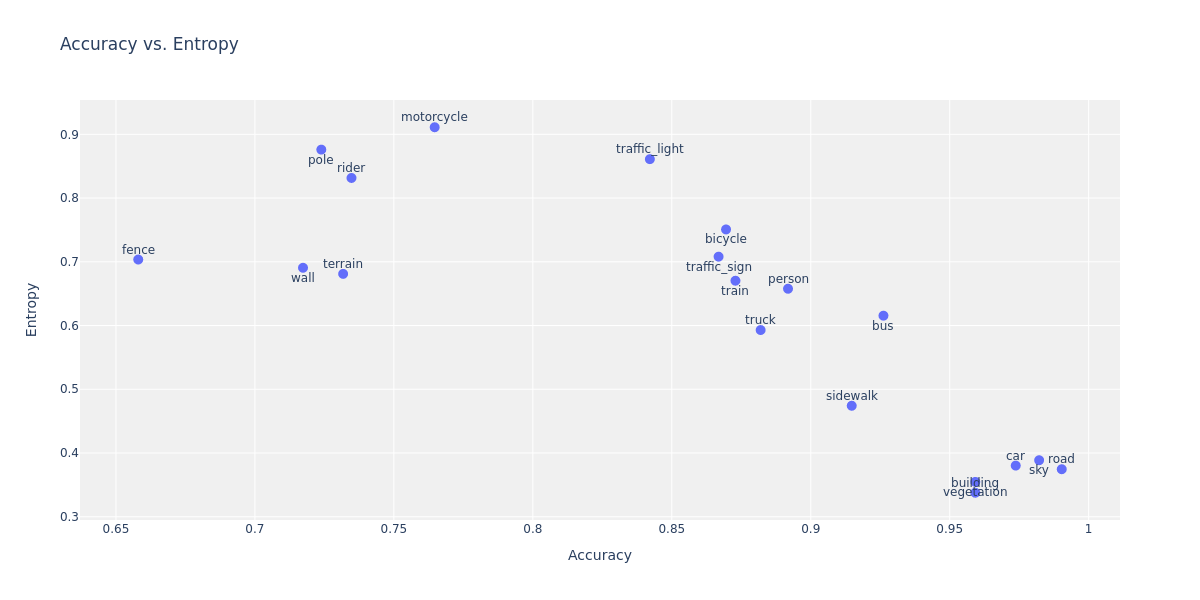 Accuracy vs. Entropy
motorcycle
0.9
traffic_light
pole
rider
0.8
bicycle
fence
0.7
terrain
traffic_sign
wall
person
train
truck
0.6
bus
0.5
sidewalk
0.4
car
road
sky
building
vegetation
0.3
0.65
0.7
0.75
0.8
0.85
0.9
0.95
1
Accuracy
Entropy